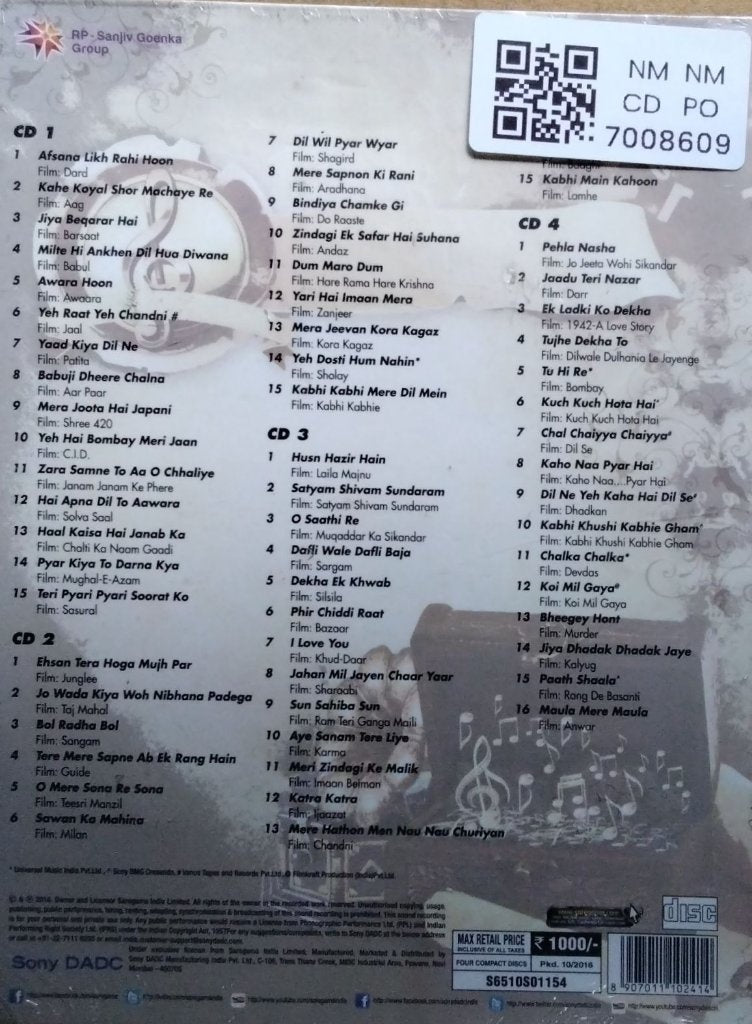 RP - Sanjiv Goenka
Group
NM NM
CD PO
7008609
CD 1
1 Afsana Likh Rahi Hoon
Film: Dard
2 Kahe Koyal Shor Machaye Re
Film: Aag
3 Jiya Beqarar Hai
Film: Barsaat
4 Milte Hi Ankhen Dil Hua Diwana
Film: Babul
5 Awara Hoon
Film: Awaara
6 Yeh Raat Yeh Chandni #
Film: Jaal
7 Yaad Kiya Dil Ne
Film: Patita
8 Babuji Dheere Chalna
Film: Aar Paar
9 Mera Joota Hai Japani
Film: Shree 420
10 Yeh Hai Bombay Meri Jaan
Film: C.I.D.
11 Zara Samne To Aa O Chhaliye
Film: Janam Janam Ke Phere
12 Hai Apna Dil To Aawara
Film: Solva Saal
13 Haal Kaisa Hai Janab Ka
Film: Chalti Ka Naam Gaadi
14 Pyar Kiya To Darna Kya
Film: Mughal-E-Azam
15 Teri Pyari Pyari Soorat Ko
Film: Sasural
CD 2
1 Ehsan Tera Hoga Mujh Par
Film: Junglee
2 Jo Wada Kiya Woh Nibhana Padega
Film: Taj Mahal
3 Bol Radha Bol
Film: Sangam
4 Tere Mere Sapne Ab Ek Rang Hain
Film: Guide
5 O Mere Sona Re Sona
Film: Teesri Manzil
6 Sawan Ka Mahina
Film: Milan
7 Dil Wil Pyar Wyar
Film: Shagird
8 Mere Sapnon Ki Rani
Film: Aradhana
9 Bindiya Chamke Gi
Film: Do Raaste
10 Zindagi Ek Safar Hai Suhana
Film: Andaz
11 Dum Maro Dum
Film: Hare Rama Hare Krishna
12 Yari Hai Imaan Mera
Film: Zanjeer
13 Mera Jeevan Kora Kagaz
Film: Kora Kagaz
14 Yeh Dosti Hum Nahin*
Film: Sholay
15 Kabhi Kabhi Mere Dil Mein
Film: Kabhi Kabhie
CD 3
1 Husn Hazir Hain
Film: Laila Majnu
2 Satyam Shivam Sundaram
Film: Satyam Shivam Sundaram
3 O Saathi Re
Film: Muqaddar Ka Sikandar
4 Dafli Wale Dafli Baja
Film: Sargam
5 Dekha Ek Khwab
Film: Silsila
6 Phir Chiddi Raat
Film: Bazaar
7 I Love You
Film: Khud-Daar
8 Jahan Mil Jayen Chaar Yaar
Film: Sharaabi
9 Sun Sahiba Sun
Film: Ram Teri Ganga Maili
10 Aye Sanam Tere Liye
Film: Karma
11 Meri Zindagi Ke Malik
Film: Imaan Beiman
12 Katra Katra
Film: Ijaazat
13 Mere Hathon Men Nau Nau Churiyan
Film: Chandni
15 Kabhi Main Kahoon
Film: Lamhe
CD 4
1 Pehla Nasha
Film: Jo Jeeta Wohi Sikandar
2 Jaadu Teri Nazar
Film: Darr
3 Ek Ladki Ko Dekha
Film: 1942-A Love Story
4 Tujhe Dekha To
Film: Dilwale Dulhania Le Jayenge
5 Tu Hi Re*
Film: Bombay
6 Kuch Kuch Hota Hai^
Film: Kuch Kuch Hota Hai
7 Chal Chaiyya Chaiyya#
Film: Dil Se
8 Kaho Naa Pyar Hai
Film: Kaho Naa...Pyar Hai
9 Dil Ne Yeh Kaha Hai Dil Se#
Film: Dhadkan
10 Kabhi Khushi Kabhie Gham^
Film: Kabhi Khushi Kabhie Gham
11 Chalka Chalka*
Film: Devdas
12 Koi Mil Gaya@
Film: Koi Mil Gaya
13 Bheegey Hont
Film: Murder
14 Jiya Dhadak Dhadak Jaye
Film: Kalyug
15 Paath Shaala^
Film: Rang De Basanti
16 Maula Mere Maula
Film: Anwar
* Universal Music India Pvt.Ltd., ^ Sony BMG Crescendo, # Venus Tapes and Records Pvt.Ltd., @ Filmkraft Production (India)Pvt.Ltd.
Sony DADC
disc
MAX RETAIL PRICE
INCLUSIVE OF ALL TAXES
₹ 1000/-
FOUR COMPACT DISCS
Pkd. 10/2016
S6510S01154
8 907011 102414